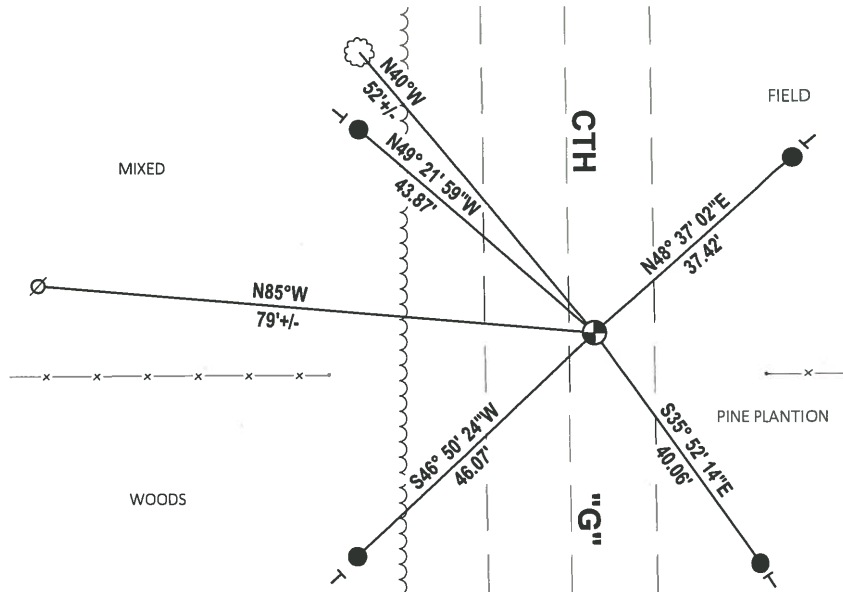 N40°W
52'+/-
FIELD
CTH
MIXED
N49° 21' 59"W
43.87'
N48° 37' 02"E
37.42'
N85°W
79'+/-
S46° 50' 24"W
46.07'
S35° 52' 14"E
40.06'
PINE PLANTION
WOODS
"G"